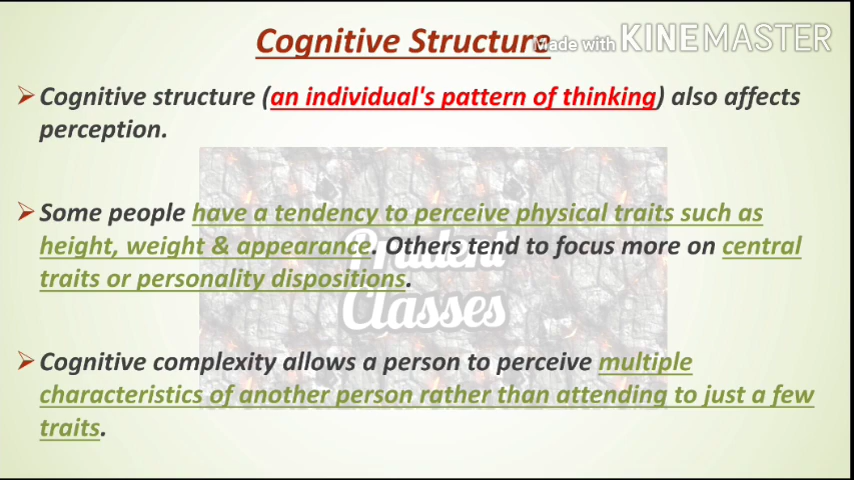 Cognitive Structure
Made with KINEMASTER
➢Cognitive structure (an individual's pattern of thinking) also affects
perception.
➢Some people have a tendency to perceive physical traits such as
height, weight & appearance. Others tend to focus more on central
traits or personality dispositions.
Prudent
Classes
➢Cognitive complexity allows a person to perceive multiple
characteristics of another person rather than attending to just a few
traits.